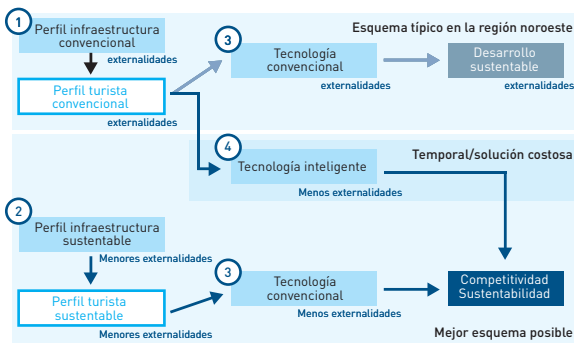 1
Perfil infraestructura
convencional
externalidades
Perfil turista
convencional
externalidades
3
Tecnología
convencional
externalidades
Esquema típico en la región noroeste
Desarrollo
sustentable
externalidades
4
Tecnología inteligente
Menos externalidades
Temporal/solución costosa
2
Perfil infraestructura
sustentable
Menores externalidades
Perfil turista
sustentable
Menores externalidades
3
Tecnología
convencional
Menos externalidades
Competitividad
Sustentabilidad
Mejor esquema posible